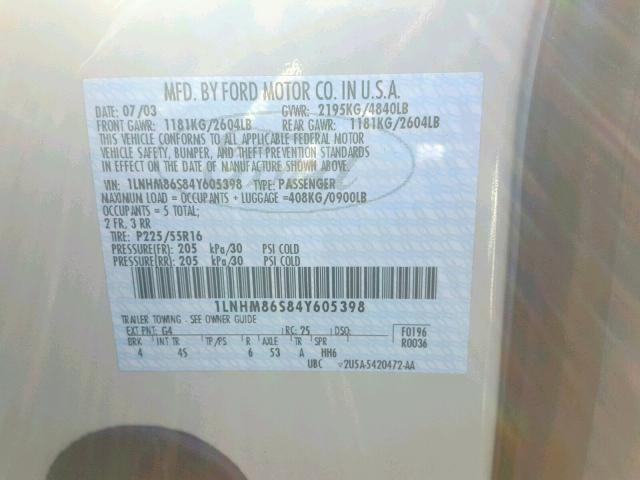 MFD. BY FORD MOTOR CO. IN U.S.A.
DATE: 07/03 GVWR: 2195KG/4840LB
FRONT GAWR: 1181KG/2604LB REAR GAWR: 1181KG/2604LB
THIS VEHICLE CONFORMS TO ALL APPLICABLE FEDERAL MOTOR
VEHICLE SAFETY, BUMPER, AND THEFT PREVENTION STANDARDS
IN EFFECT ON THE DATE OF MANUFACTURE SHOWN ABOVE.
VIN: 1LNHM86S84Y605398 TYPE: PASSENGER
MAXIMUM LOAD = OCCUPANTS + LUGGAGE =408KG/0900LB
OCCUPANTS = 5 TOTAL;
2 FR, 3 RR
TIRE: P225/55R16
PRESSURE(FR): 205 kPa/30 PSI COLD
PRESSURE(RR): 205 kPa/30 PSI COLD
1LNHM86S84Y605398
TRAILER TOWING - SEE OWNER GUIDE
EXT PNT: G4 RC: 25 DSO: F0196
BRK INT TR TP/PS R AXLE TR SPR R0036
4 45 6 53 A HH6
UBC 2U5A-5420472-AA